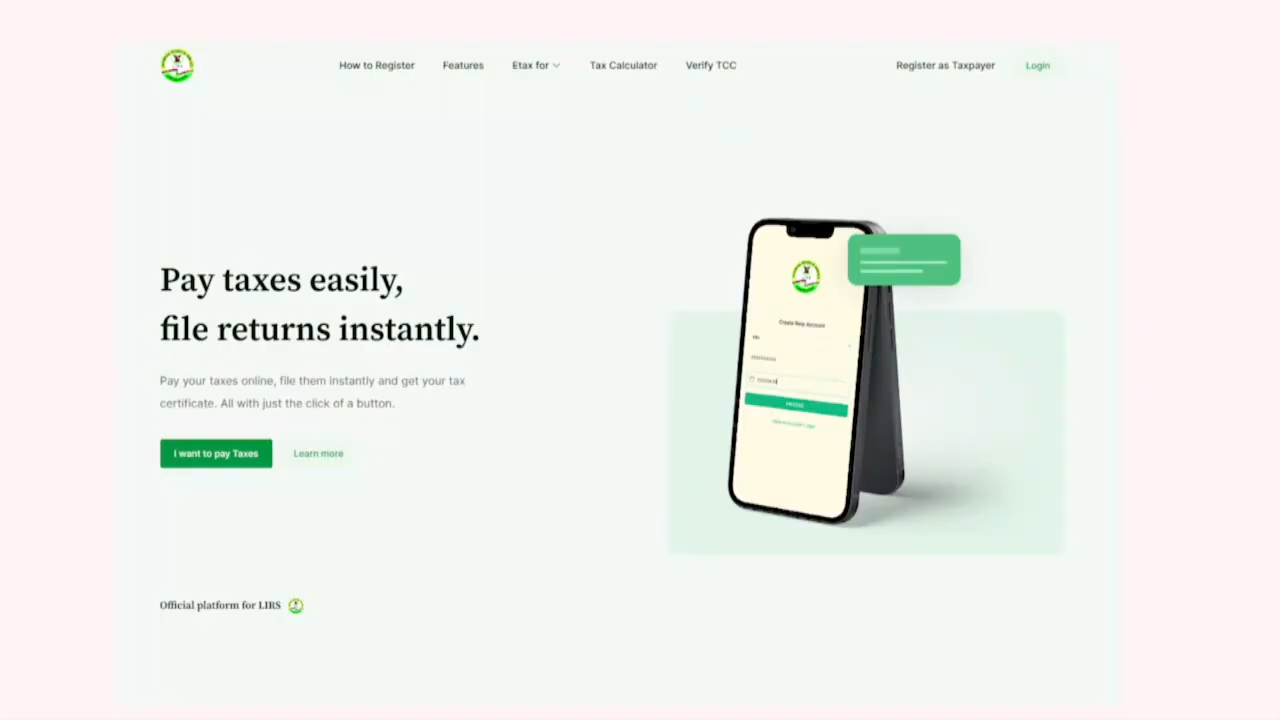 How to Register
Features
Etax for
Tax Calculator
Verify TCC
Register as Taxpayer
Login
Pay taxes easily,
file returns instantly.
Pay your taxes online, file them instantly and get your tax
certificate. All with just the click of a button.
I want to pay Taxes
Learn more
Create New Account
Official platform for LIRS